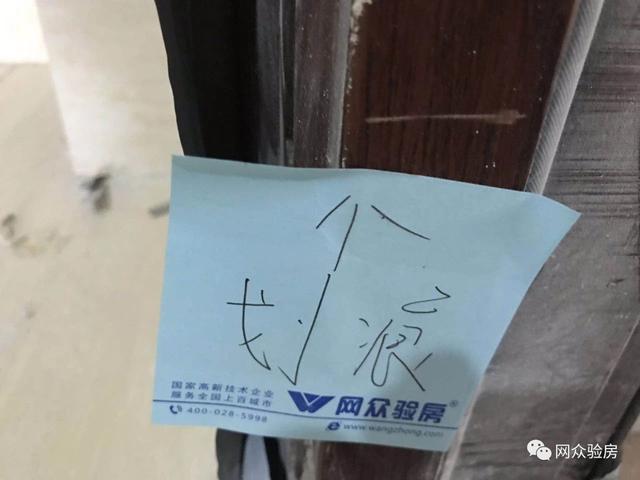 划痕
国家高新技术企业
服务全国上百城市
400-028-5998
网众验房®
www.wangzhong.com
网众验房